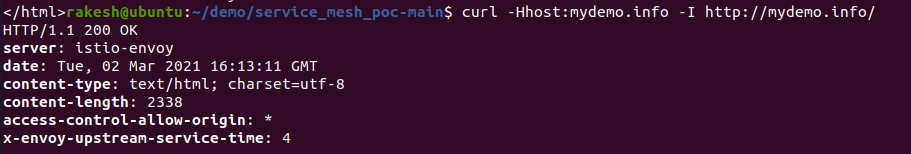 </html>rakesh@ubuntu:~/demo/service_mesh_poc-main$ curl -Hhost:mydemo.info -I http://mydemo.info/
HTTP/1.1 200 OK
server: istio-envoy
date: Tue, 02 Mar 2021 16:13:11 GMT
content-type: text/html; charset=utf-8
content-length: 2338
access-control-allow-origin: *
x-envoy-upstream-service-time: 4